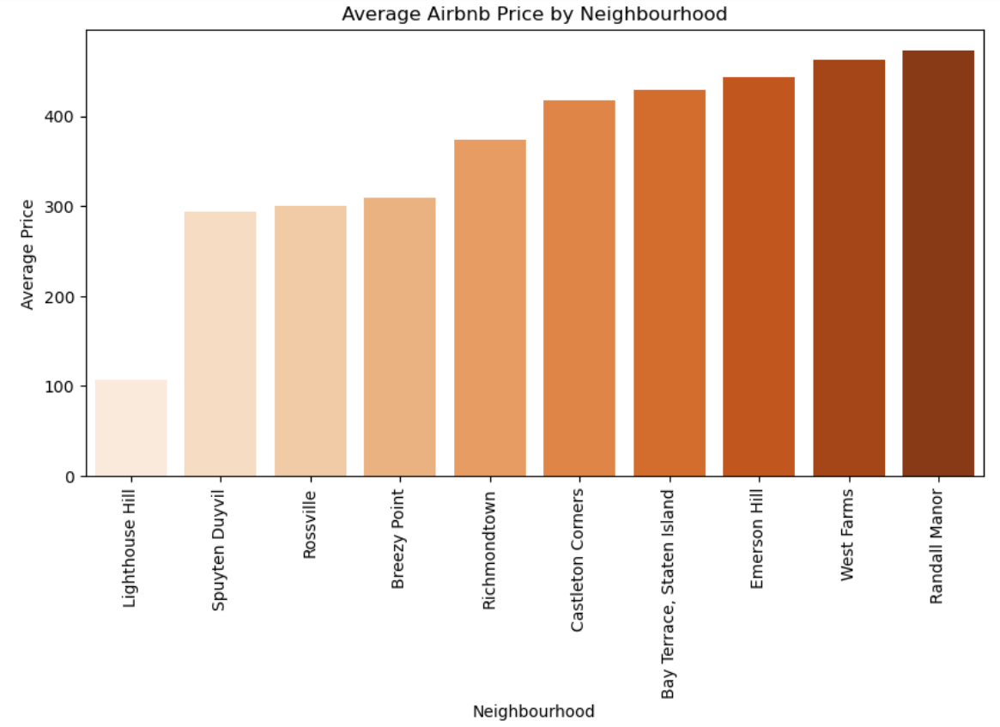 Average Airbnb Price by Neighbourhood
Average Price
400
300
200
100
0
Lighthouse Hill
Spuyten Duyvil
Rossville
Breezy Point
Richmondtown
Castleton Corners
Bay Terrace, Staten Island
Emerson Hill
West Farms
Randall Manor
Neighbourhood